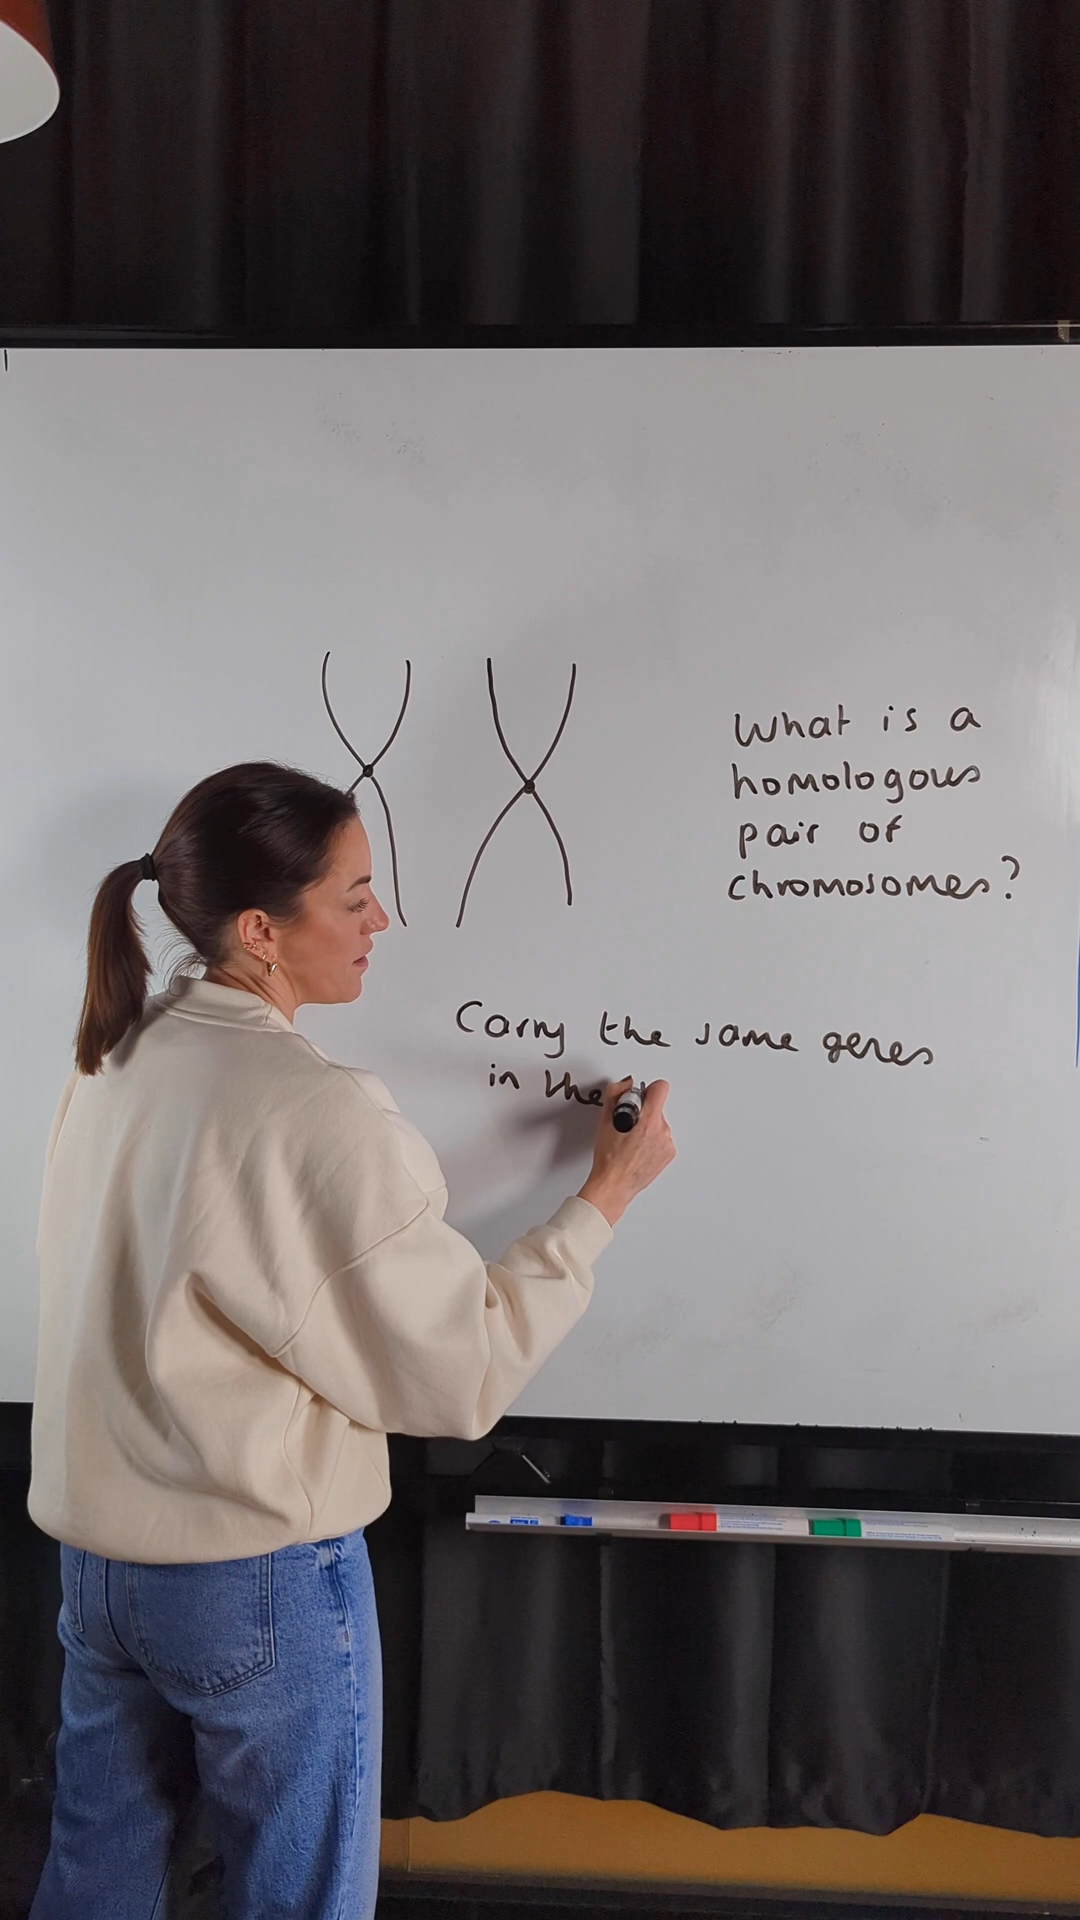 What is a
homologous
pair of
chromosomes?
Carry the same genes
in the